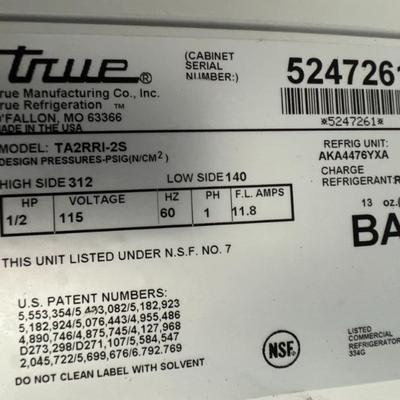 true®
True Manufacturing Co., Inc.
True Refrigeration ™
O'FALLON, MO 63366
MADE IN THE USA
(CABINET
SERIAL
NUMBER:)
5247261
*5247261*
MODEL: TA2RRI-2S
DESIGN PRESSURES-PSIG(N/CM²)
HIGH SIDE 312 LOW SIDE 140
HP VOLTAGE HZ PH F.L. AMPS
1/2 115 60 1 11.8
REFRIG UNIT:
AKA4476YXA
CHARGE
REFRIGERANT:
13 oz.
BA
THIS UNIT LISTED UNDER N.S.F. NO. 7
U.S. PATENT NUMBERS:
5,553,354/5 ,082/5,182,923
5,182,924/5,076,443/4,955,486
4,890,746/4,875,745/4,127,968
D273,298/D271,107/5,584,547
2,045,722/5,699,676/6.792.769
DO NOT CLEAN LABEL WITH SOLVENT
NSF®
LISTED
COMMERCIAL
REFRIGERATOR
334G